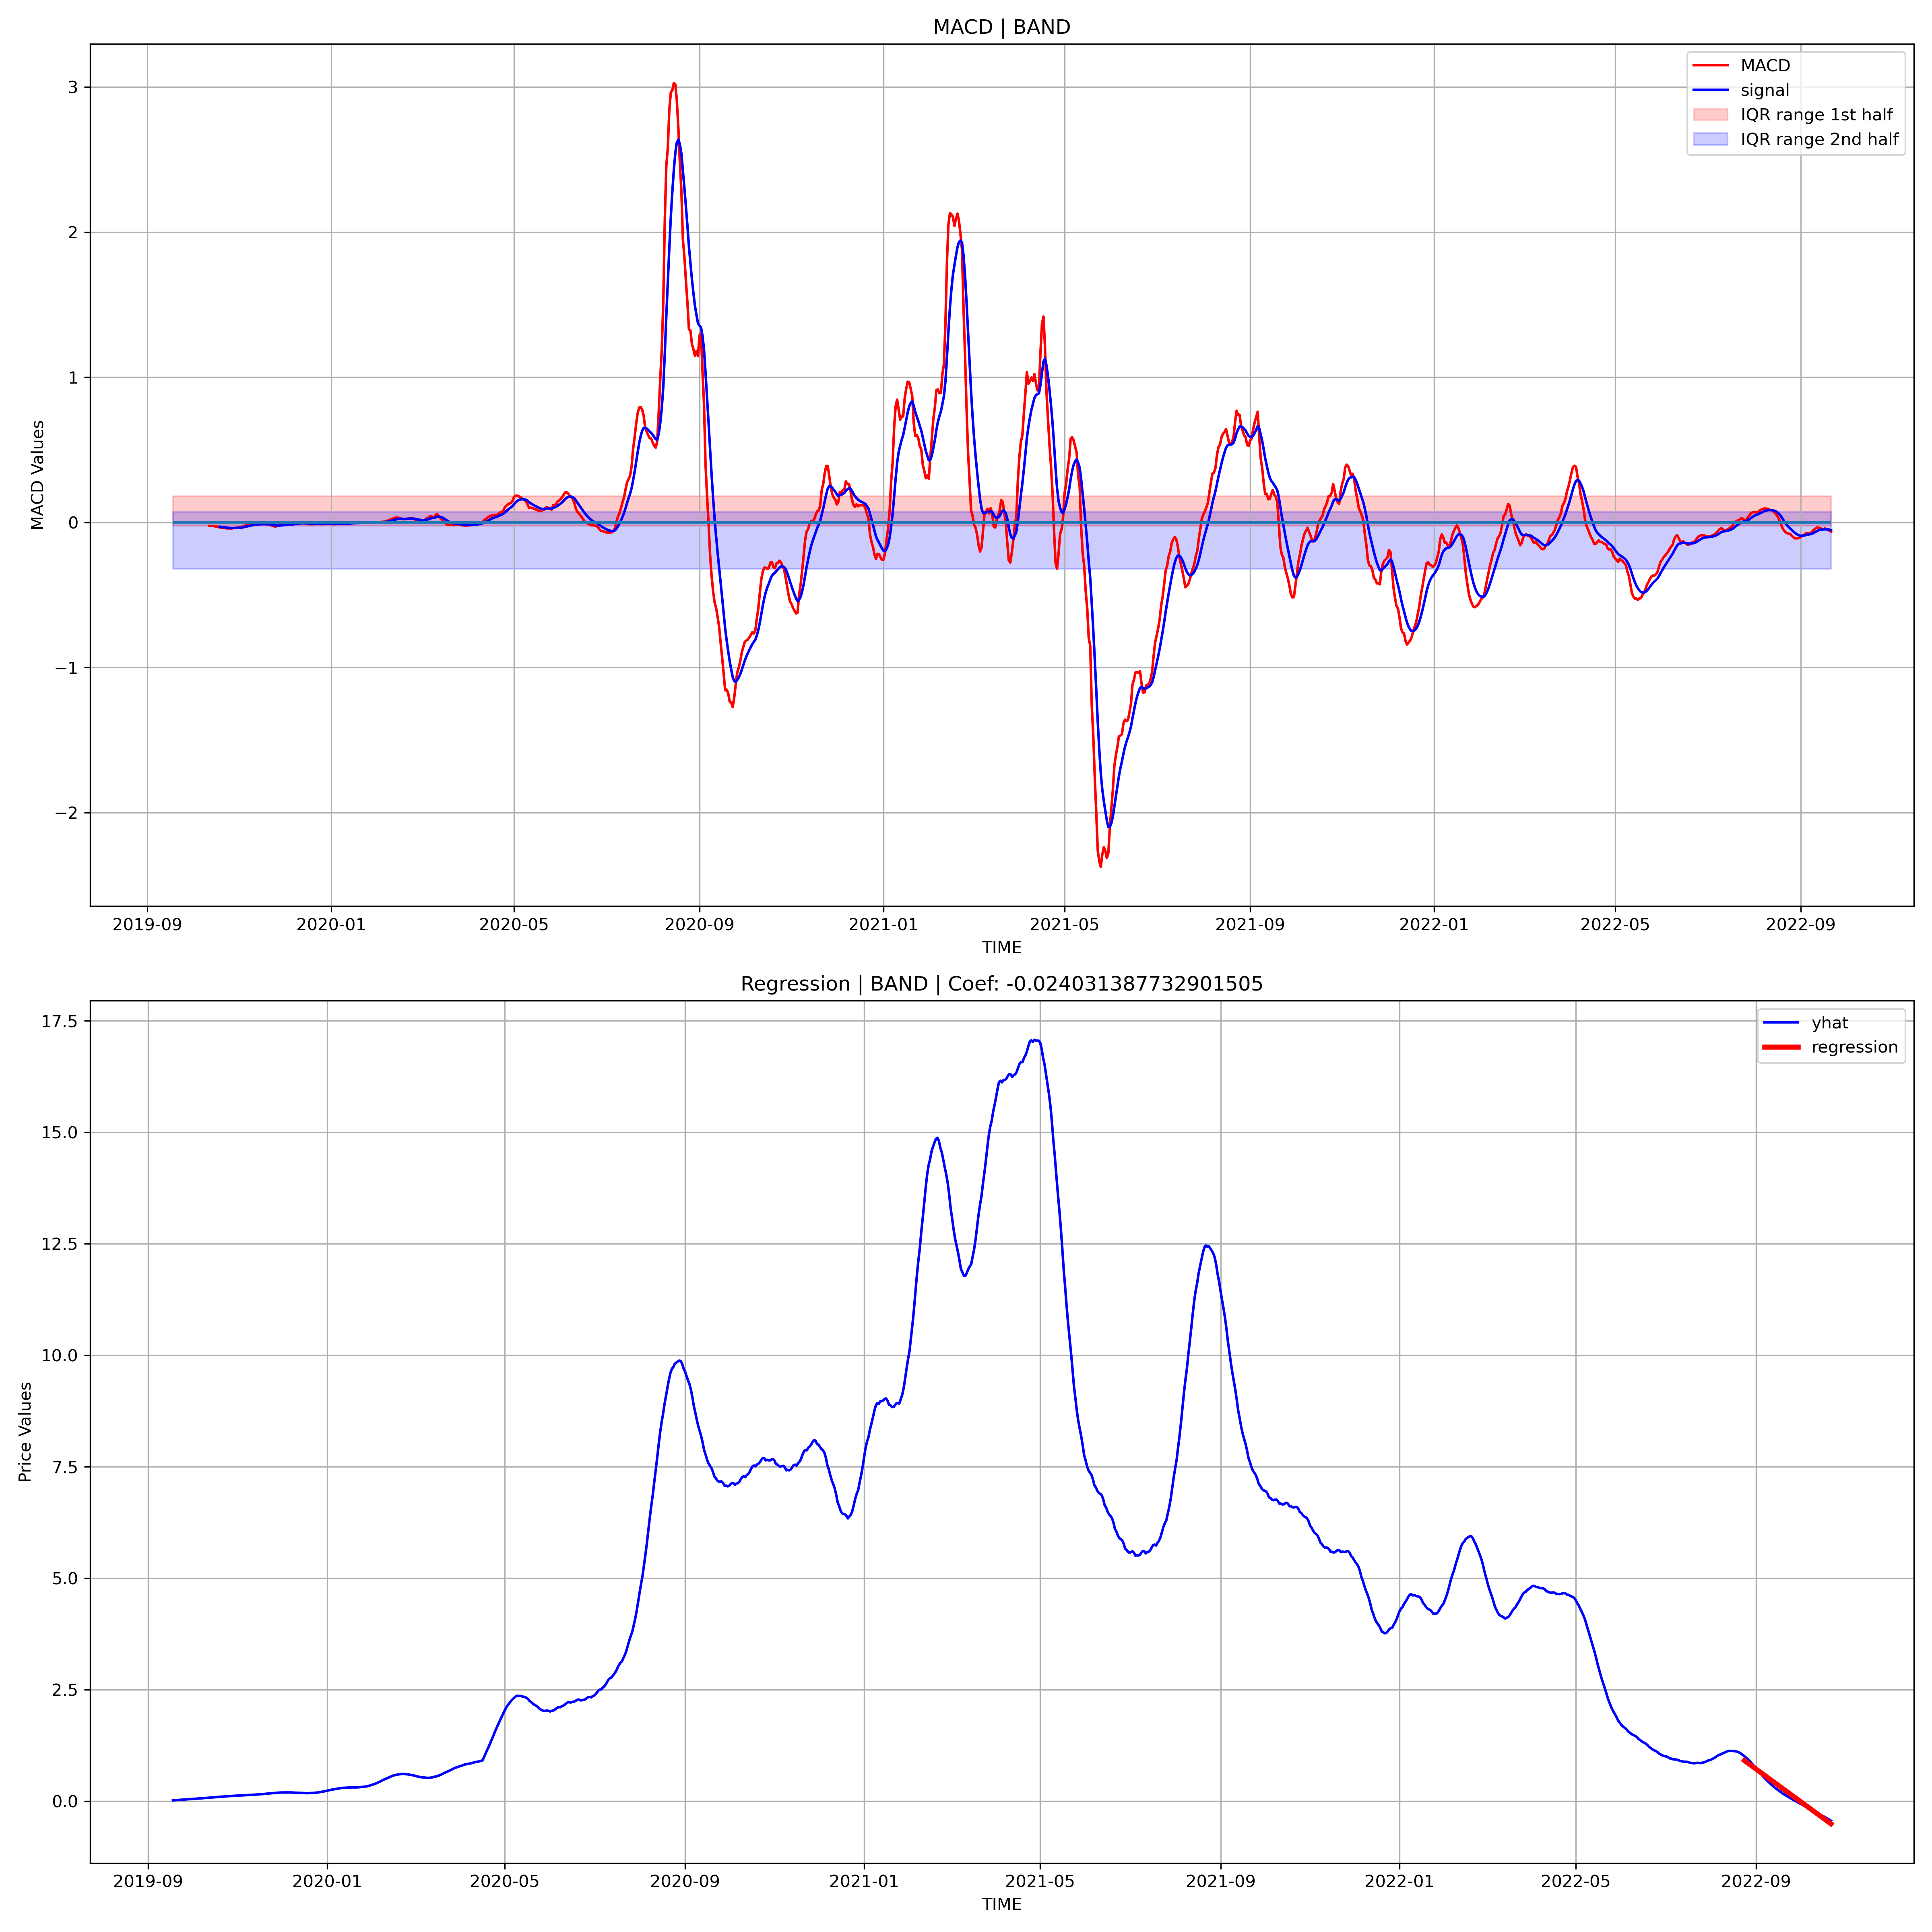 MACD | BAND
MACD
signal
IQR range 1st half
IQR range 2nd half
MACD Values
3
2
1
0
−1
−2
2019-09 2020-01 2020-05 2020-09 2021-01 2021-05 2021-09 2022-01 2022-05 2022-09
TIME
Regression | BAND | Coef: -0.024031387732901505
yhat
regression
Price Values
17.5
15.0
12.5
10.0
7.5
5.0
2.5
0.0
2019-09 2020-01 2020-05 2020-09 2021-01 2021-05 2021-09 2022-01 2022-05 2022-09
TIME